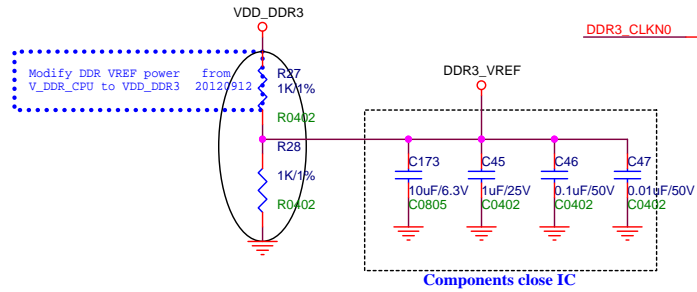 VDD_DDR3
DDR3_CLKN0
Modify DDR VREF power from
V_DDR_CPU to VDD_DDR3 20120912
R27
1K/1%
R0402
DDR3_VREF
R28
1K/1%
R0402
C173
10uF/6.3V
C0805
C45
1uF/25V
C0402
C46
0.1uF/50V
C0402
C47
0.01uF/50V
C0402
Components close IC